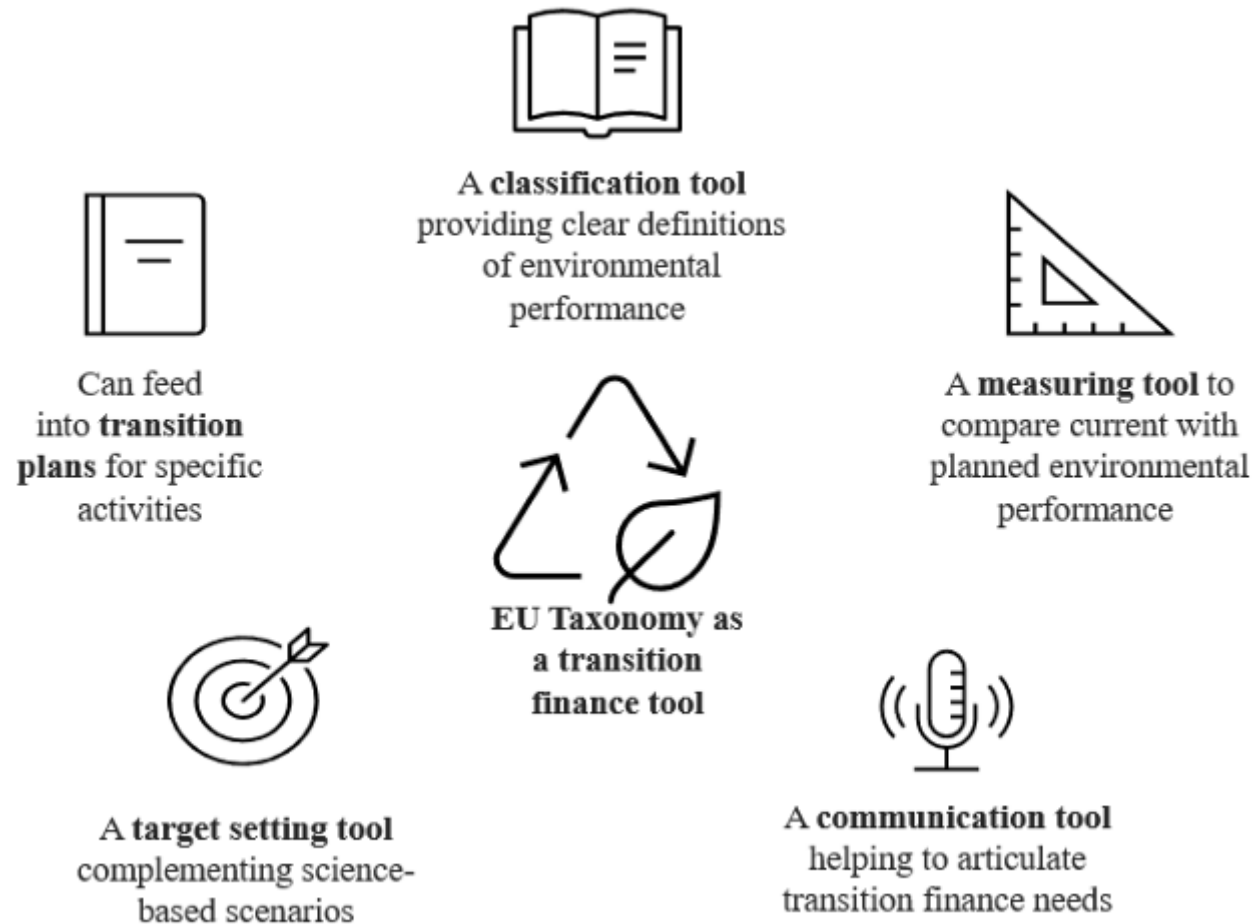 A classification tool
providing clear definitions
of environmental
performance
Can feed
into transition
plans for specific
activities
A measuring tool to
compare current with
planned environmental
performance
EU Taxonomy as
a transition
finance tool
A target setting tool
complementing science-
based scenarios
A communication tool
helping to articulate
transition finance needs